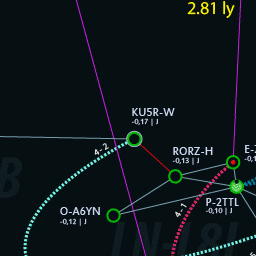 2.81 ly
KU5R-W
-0,17 | J
4 - 2
RORZ-H
-0,13 | J
E-
P-2TTL
-0,10 | J
O-A6YN
-0,12 | J
4 - 1